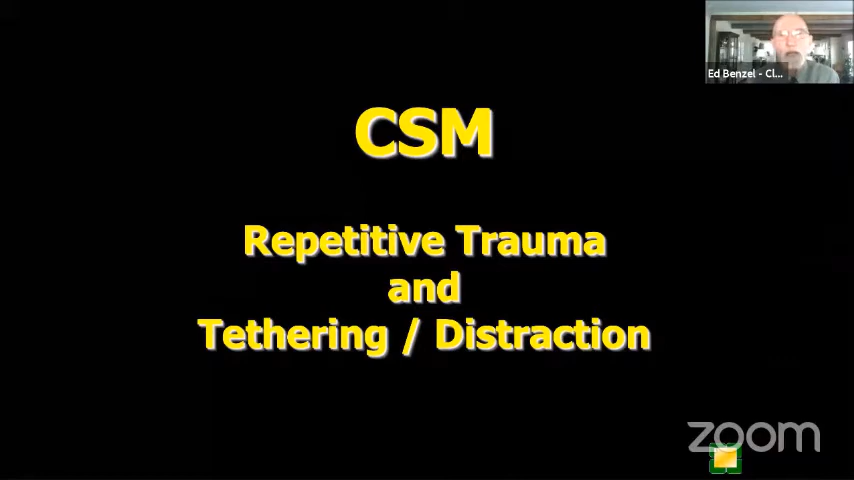 Ed Benzel - Cl...
CSM
Repetitive Trauma
and
Tethering / Distraction
zoom